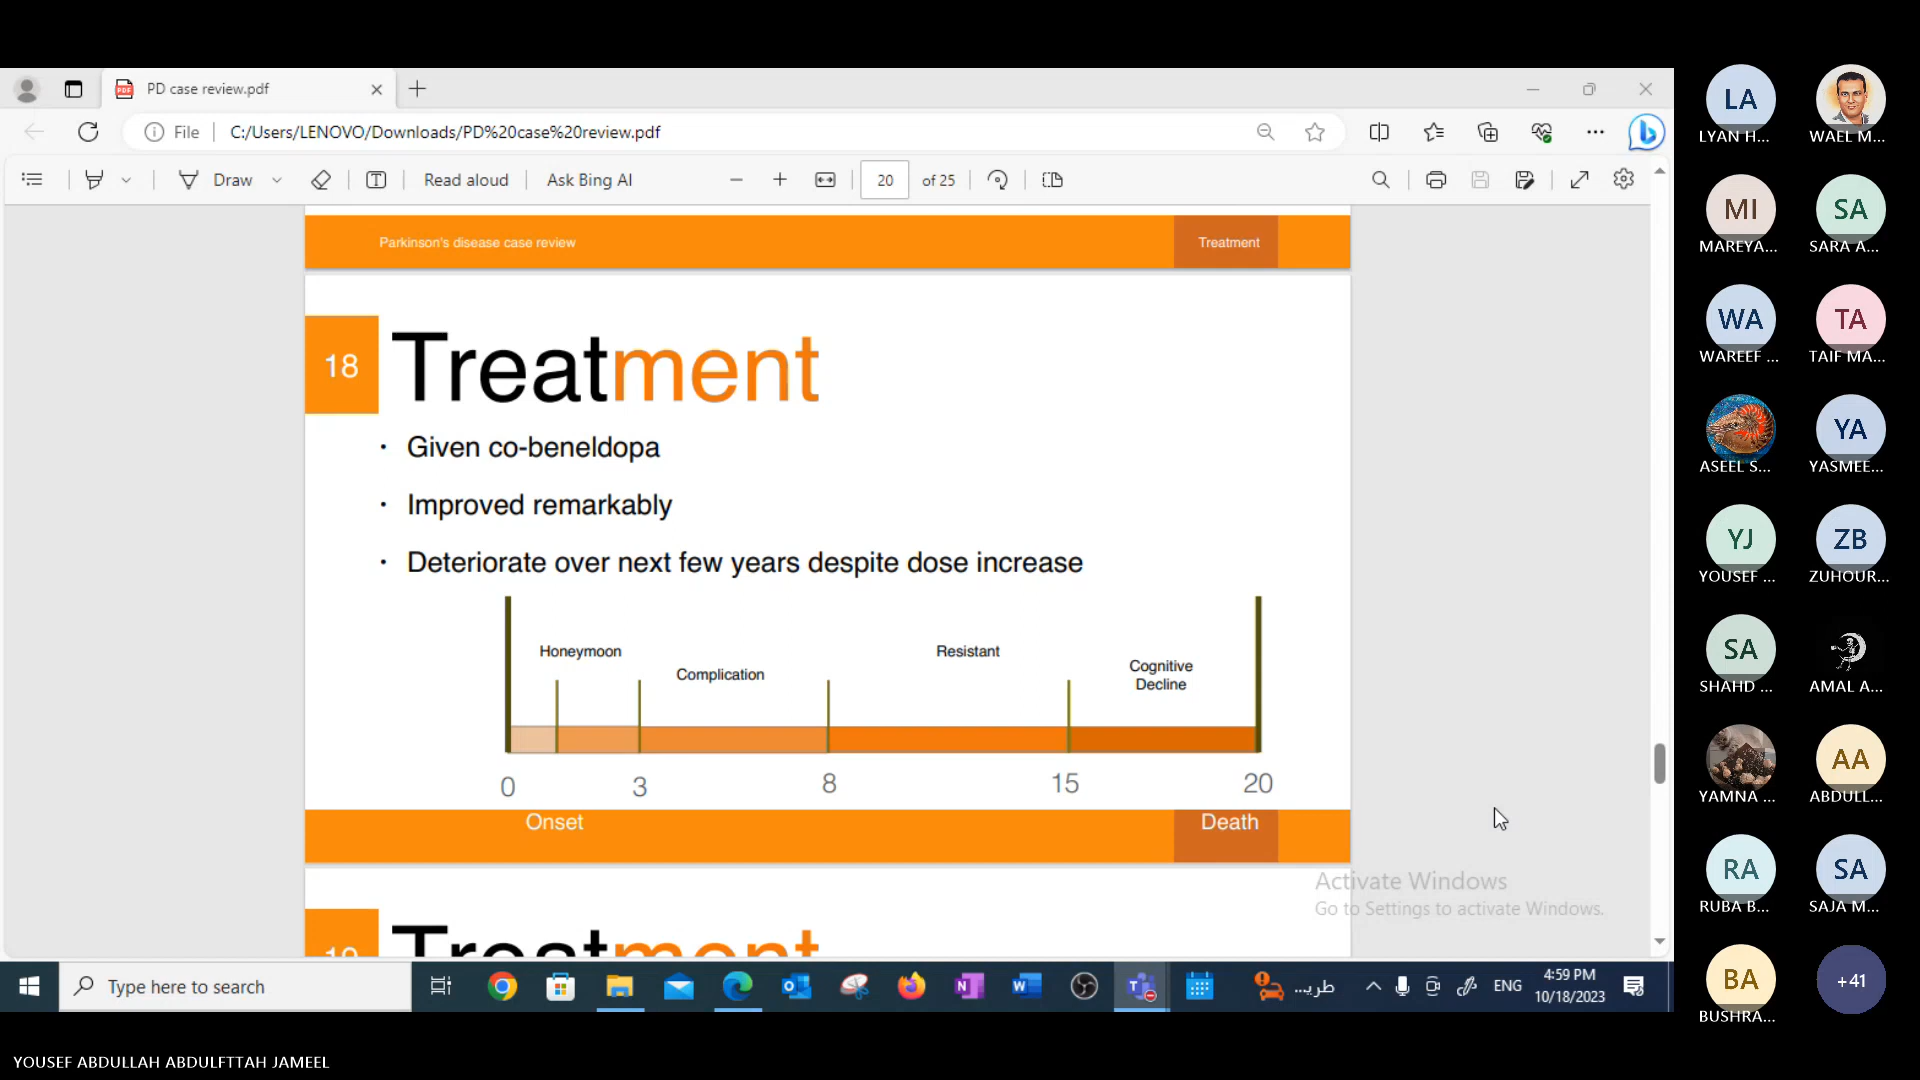 PD case review.pdf
File
C:/Users/LENOVO/Downloads/PD%20case%20review.pdf
Draw
Read aloud
Ask Bing AI
20
of 25
Parkinson's disease case review
Treatment
18
Treatment
· Given co-beneldopa
· Improved remarkably
· Deteriorate over next few years despite dose increase
Honeymoon
Complication
Resistant
Cognitive
Decline
0
3
8
15
20
Onset
Death
19
Treatment
Activate Windows
Go to Settings to activate Windows.
Type here to search
طريـ...
ENG
4:59 PM
10/18/2023
LA
LYAN H...
WAEL M...
MI
MAREYA...
SA
SARA A...
WA
WAREEF ...
TA
TAIF MA...
ASEEL S...
YA
YASMEE...
YJ
YOUSEF ...
ZB
ZUHOUR...
SA
SHAHD ...
AMAL A...
YAMNA ...
AA
ABDULL...
RA
RUBA B...
SA
SAJA M...
BA
BUSHRA...
+41
YOUSEF ABDULLAH ABDULFTTAH JAMEEL